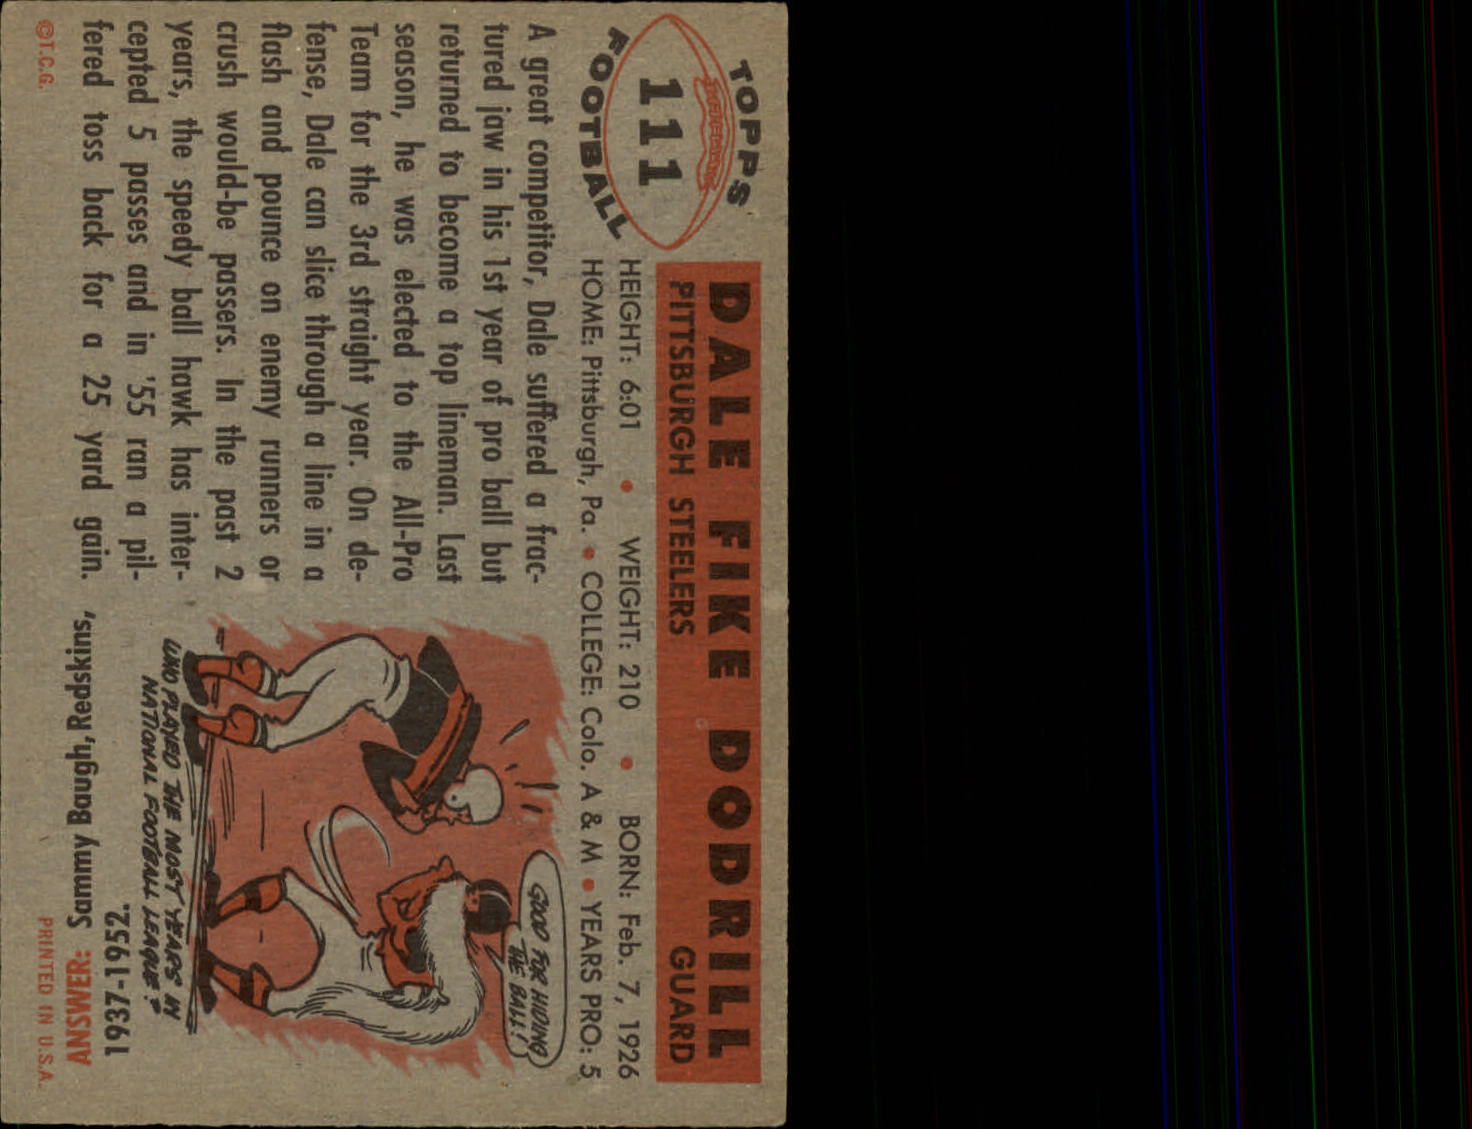 TOPPS
111
FOOTBALL
DALE FIKE DODRILL
PITTSBURGH STEELERS GUARD
HEIGHT: 6:01 • WEIGHT: 210 • BORN: Feb. 7, 1926
HOME: Pittsburgh, Pa. • COLLEGE: Colo. A & M • YEARS PRO: 5
A great competitor, Dale suffered a frac-
tured jaw in his 1st year of pro ball but
returned to become a top lineman. Last
season, he was elected to the All-Pro
Team for the 3rd straight year. On de-
fense, Dale can slice through a line in a
flash and pounce on enemy runners or
crush would-be passers. In the past 2
years, the speedy ball hawk has inter-
cepted 5 passes and in '55 ran a pil-
fered toss back for a 25 yard gain.
GOOD FOR HIDING
THE BALL!
WHO PLAYED THE MOST YEARS IN
NATIONAL FOOTBALL LEAGUE?
ANSWER: Sammy Baugh, Redskins,
1937-1952.
©T.C.G.
PRINTED IN U.S.A.